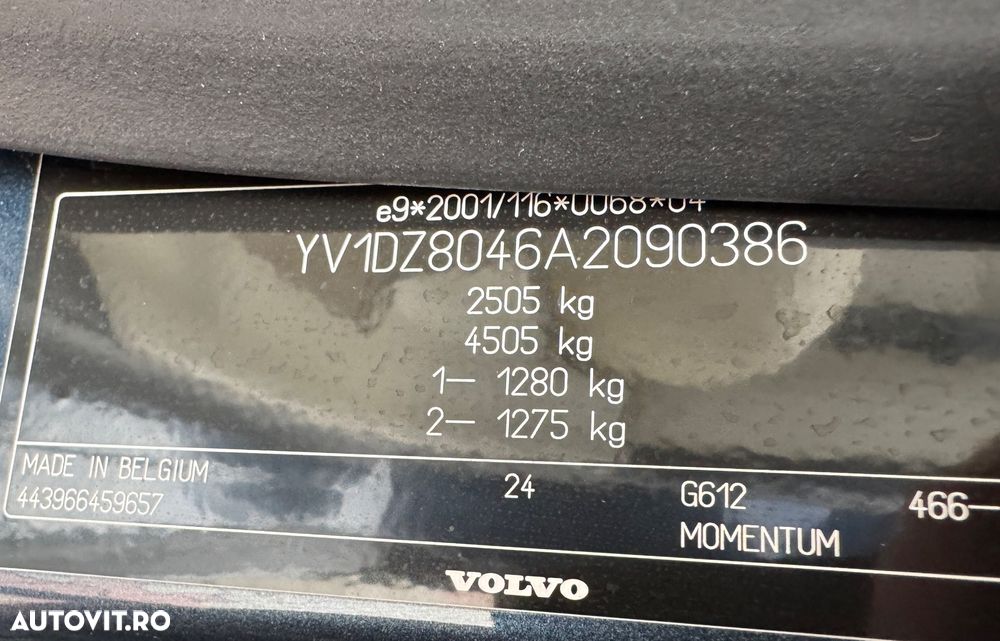 e9*2001/116*0068*04
YV1DZ8046A2090386
2505 kg
4505 kg
1– 1280 kg
2– 1275 kg
MADE IN BELGIUM 24 G612 466–
443966459657 MOMENTUM
VOLVO
AUTOVIT.RO